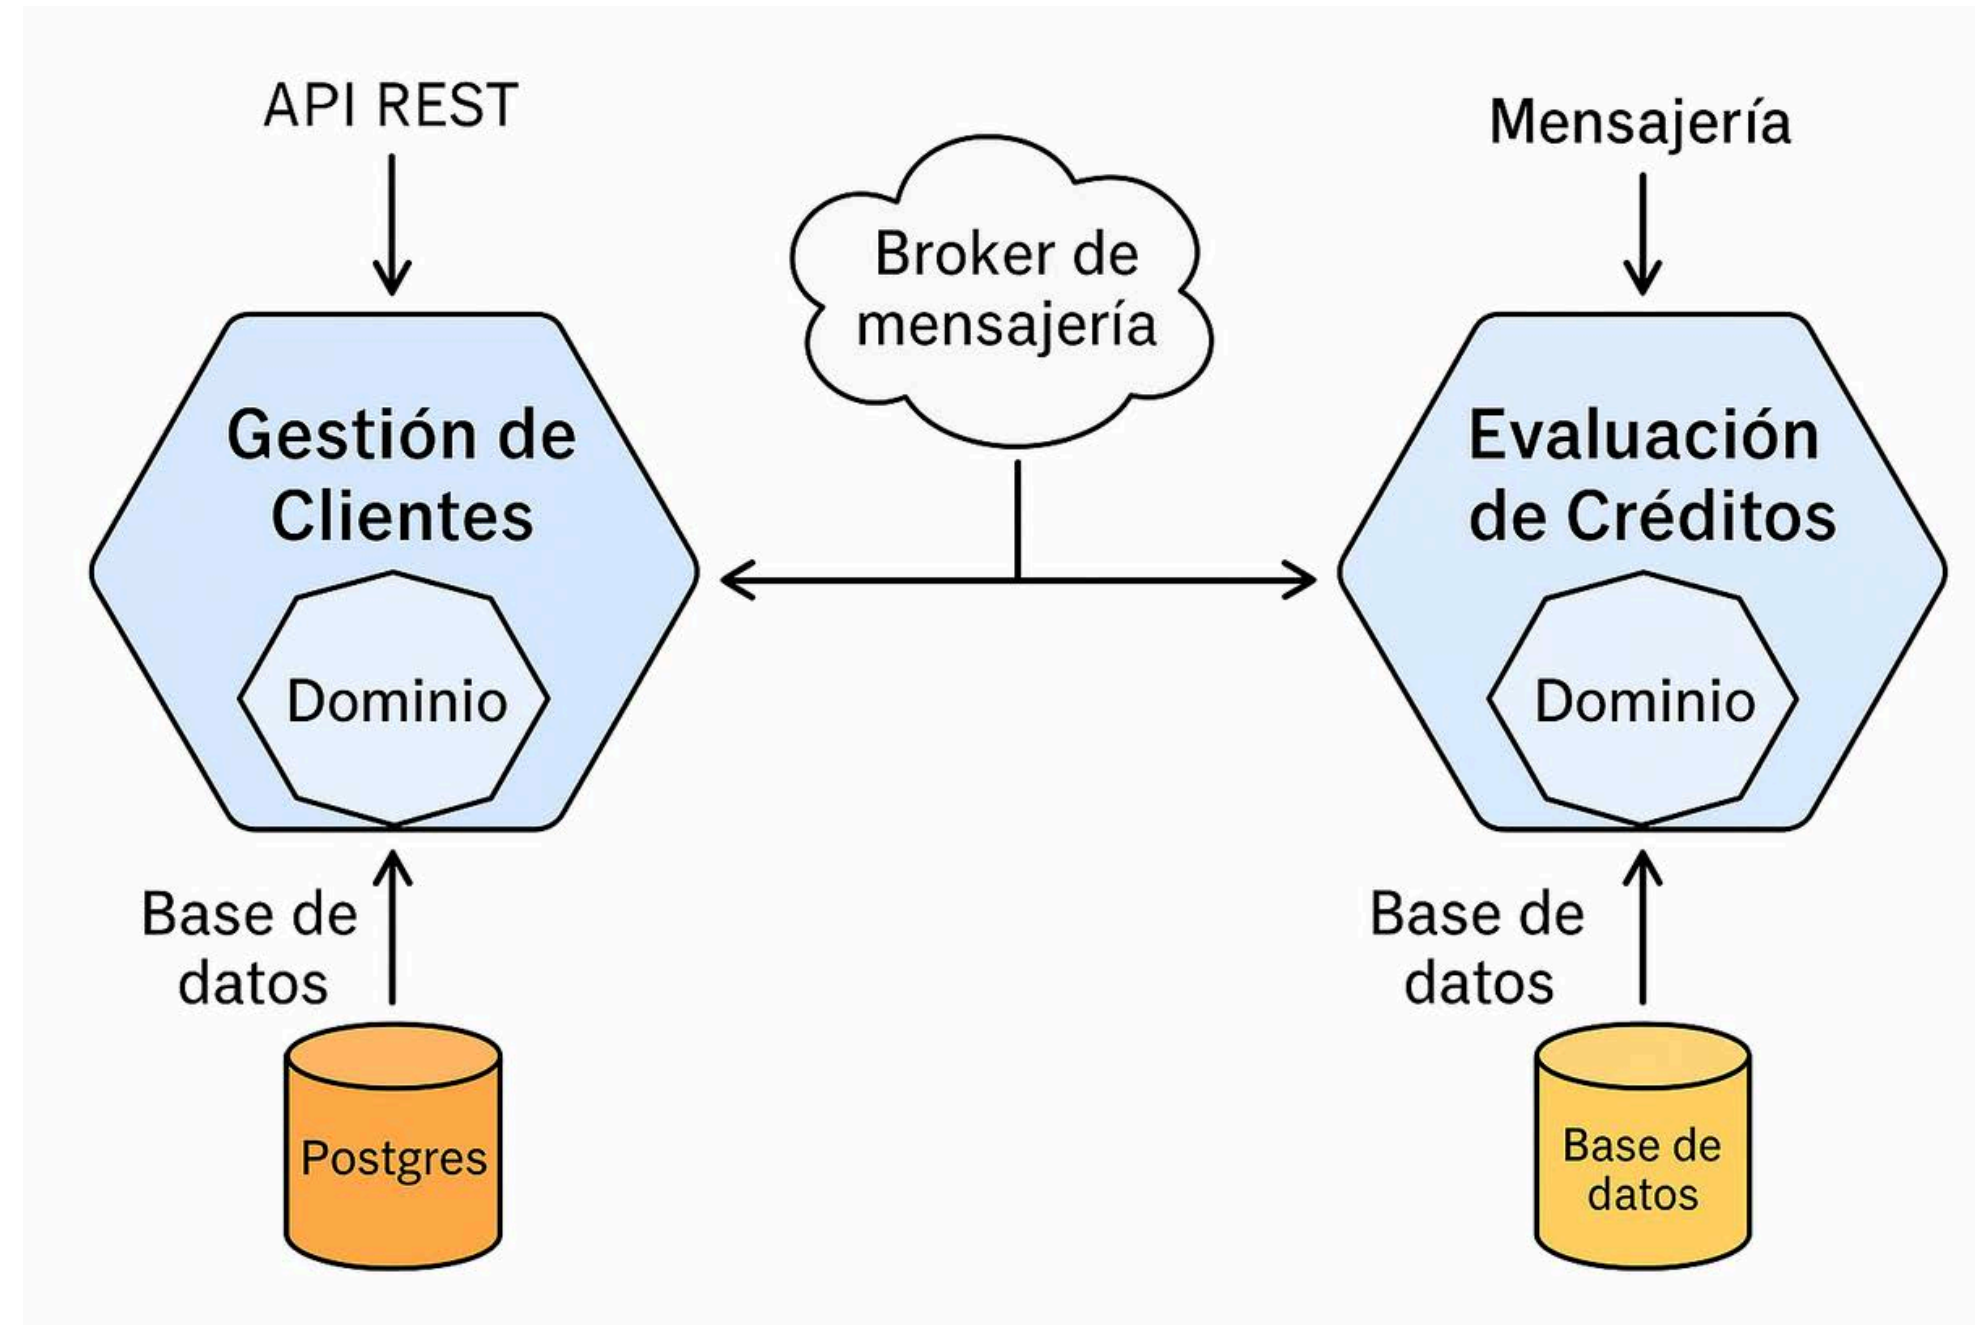 API REST
Mensajería
Broker de
mensajería
Gestión de
Clientes
Evaluación
de Créditos
Dominio
Dominio
Base de
datos
Base de
datos
Postgres
Base de
datos